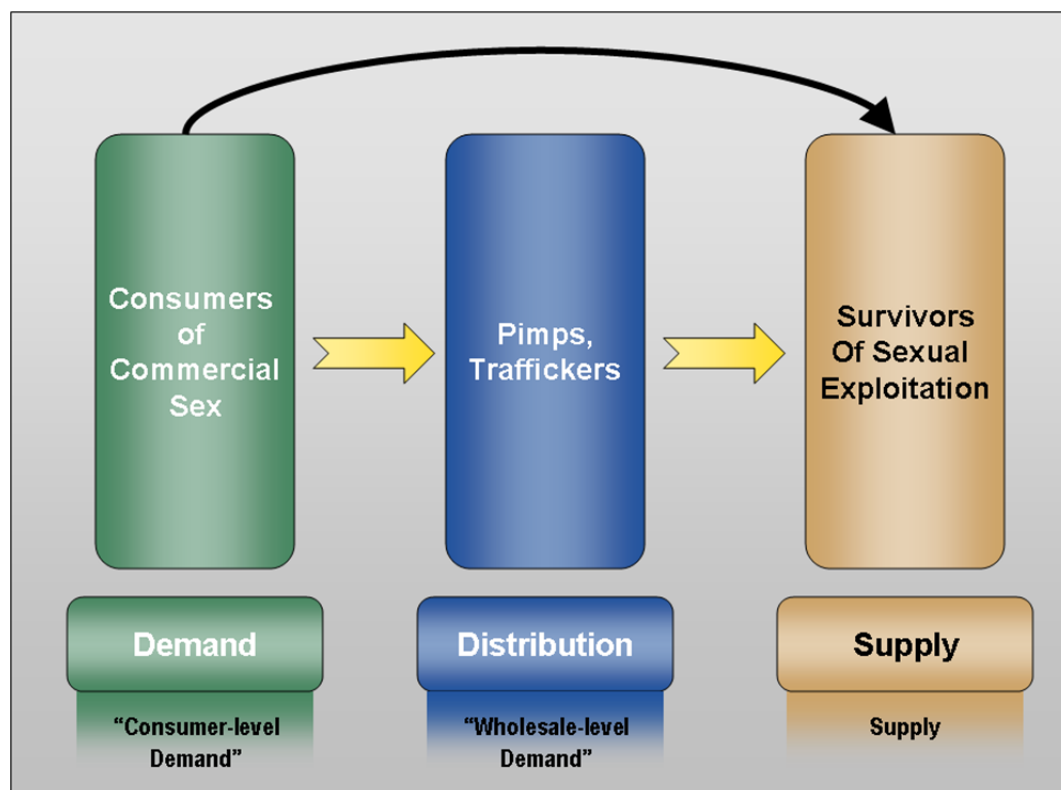 Consumers
of
Commercial
Sex
Pimps,
Traffickers
Survivors
Of Sexual
Exploitation
Demand
Distribution
Supply
“Consumer-level
Demand”
“Wholesale-level
Demand”
Supply